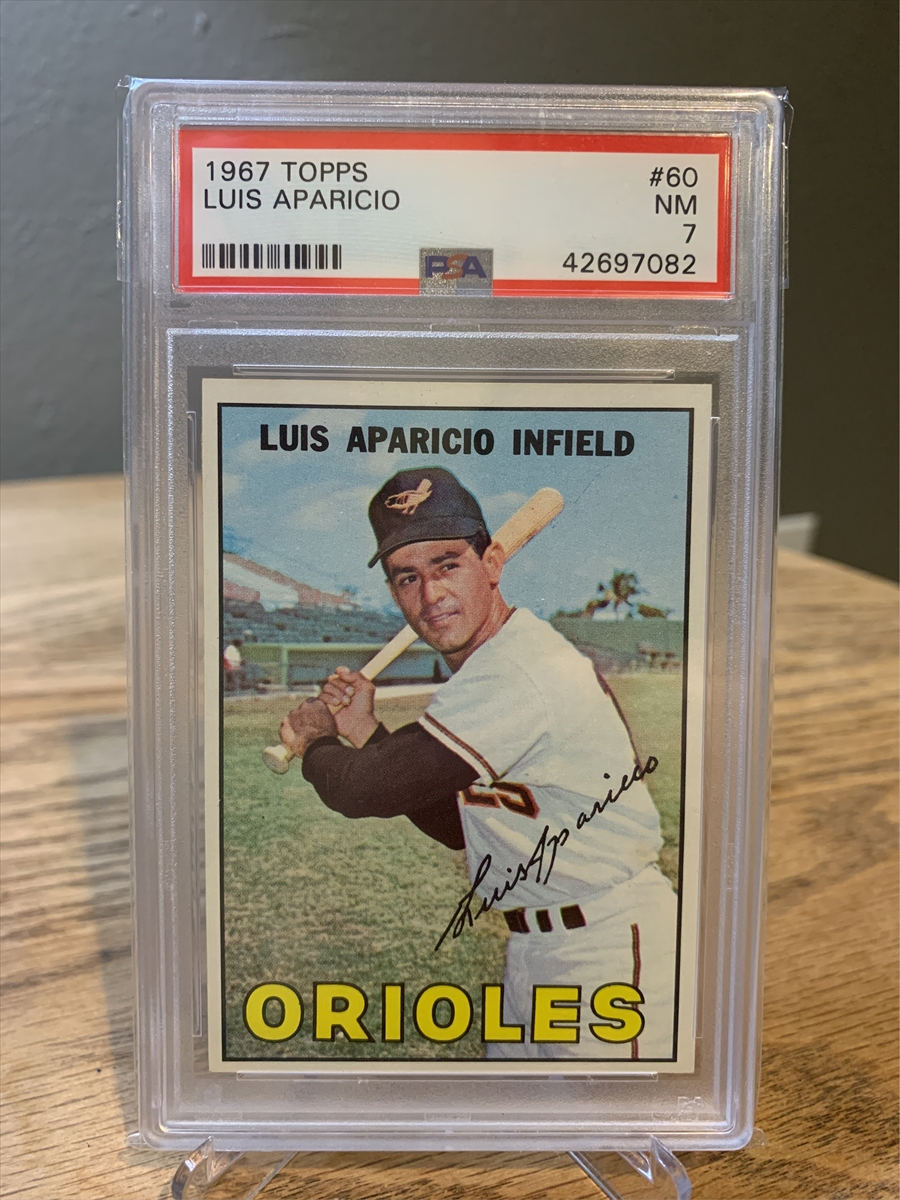 1967 TOPPS #60
LUIS APARICIO NM
7
PSA 42697082
LUIS APARICIO INFIELD
Luis Aparicio
ORIOLES